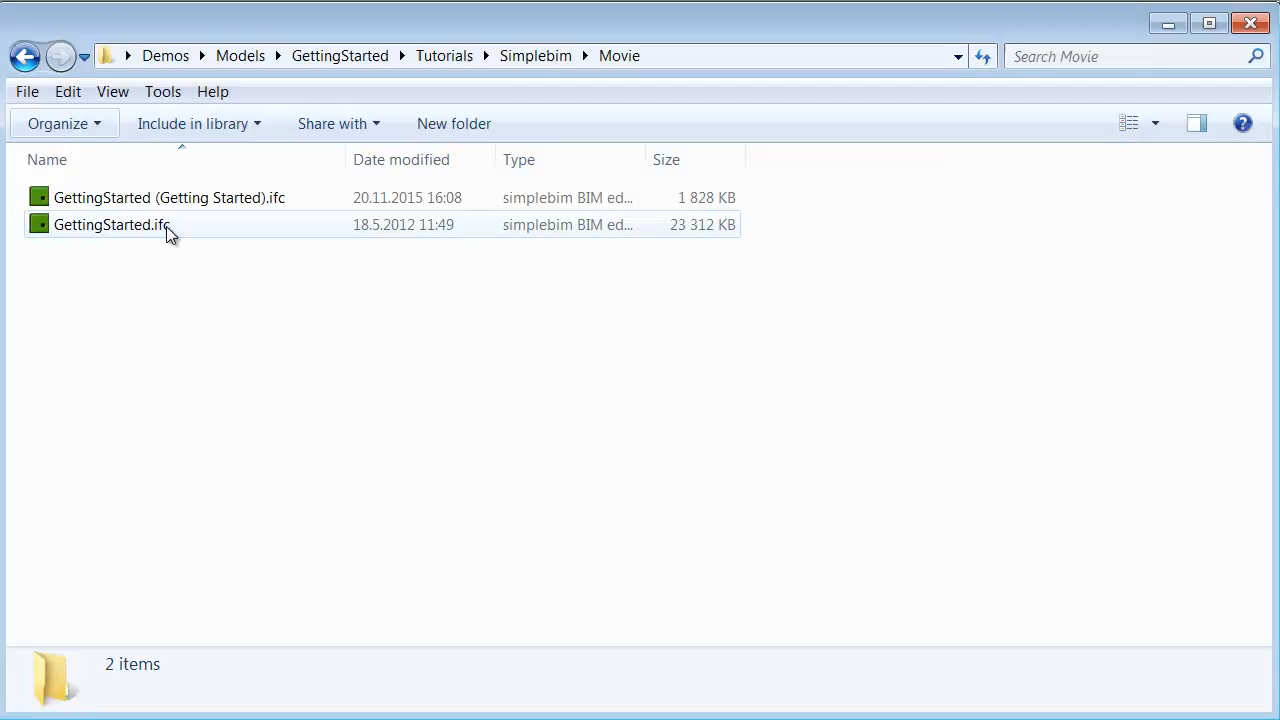 Demos Models GettingStarted Tutorials Simplebim Movie Search Movie
File Edit View Tools Help
Organize Include in library Share with New folder
Name Date modified Type Size
GettingStarted (Getting Started).ifc 20.11.2015 16:08 simplebim BIM ed... 1 828 KB
GettingStarted.ifc 18.5.2012 11:49 simplebim BIM ed... 23 312 KB
2 items